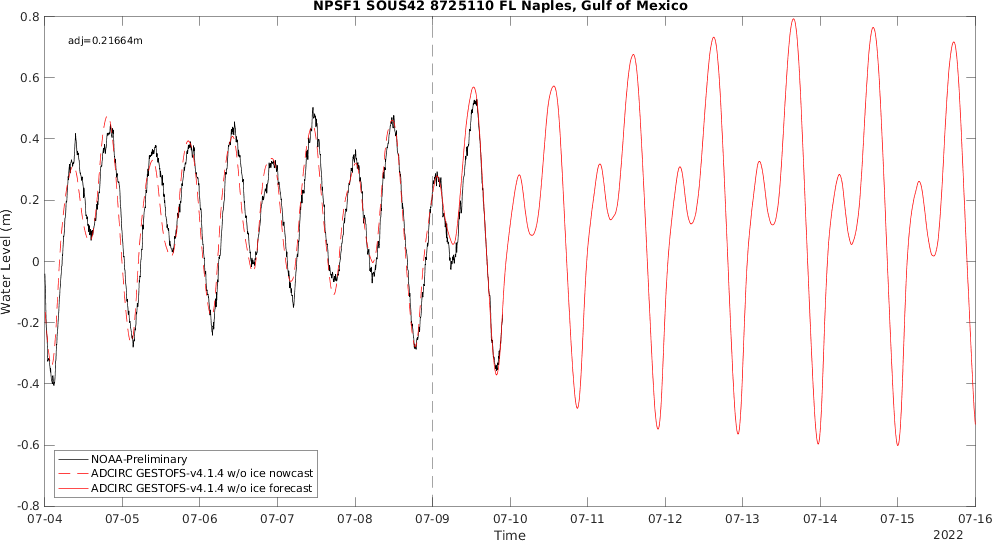 NPSF1 SOUS42 8725110 FL Naples, Gulf of Mexico
adj=0.21664m
0.8
0.6
0.4
0.2
0
-0.2
-0.4
-0.6
-0.8
Water Level (m)
NOAA-Preliminary
ADCIRC GESTOFS-v4.1.4 w/o ice nowcast
ADCIRC GESTOFS-v4.1.4 w/o ice forecast
07-04 07-05 07-06 07-07 07-08 07-09 07-10 07-11 07-12 07-13 07-14 07-15 07-16
Time
2022